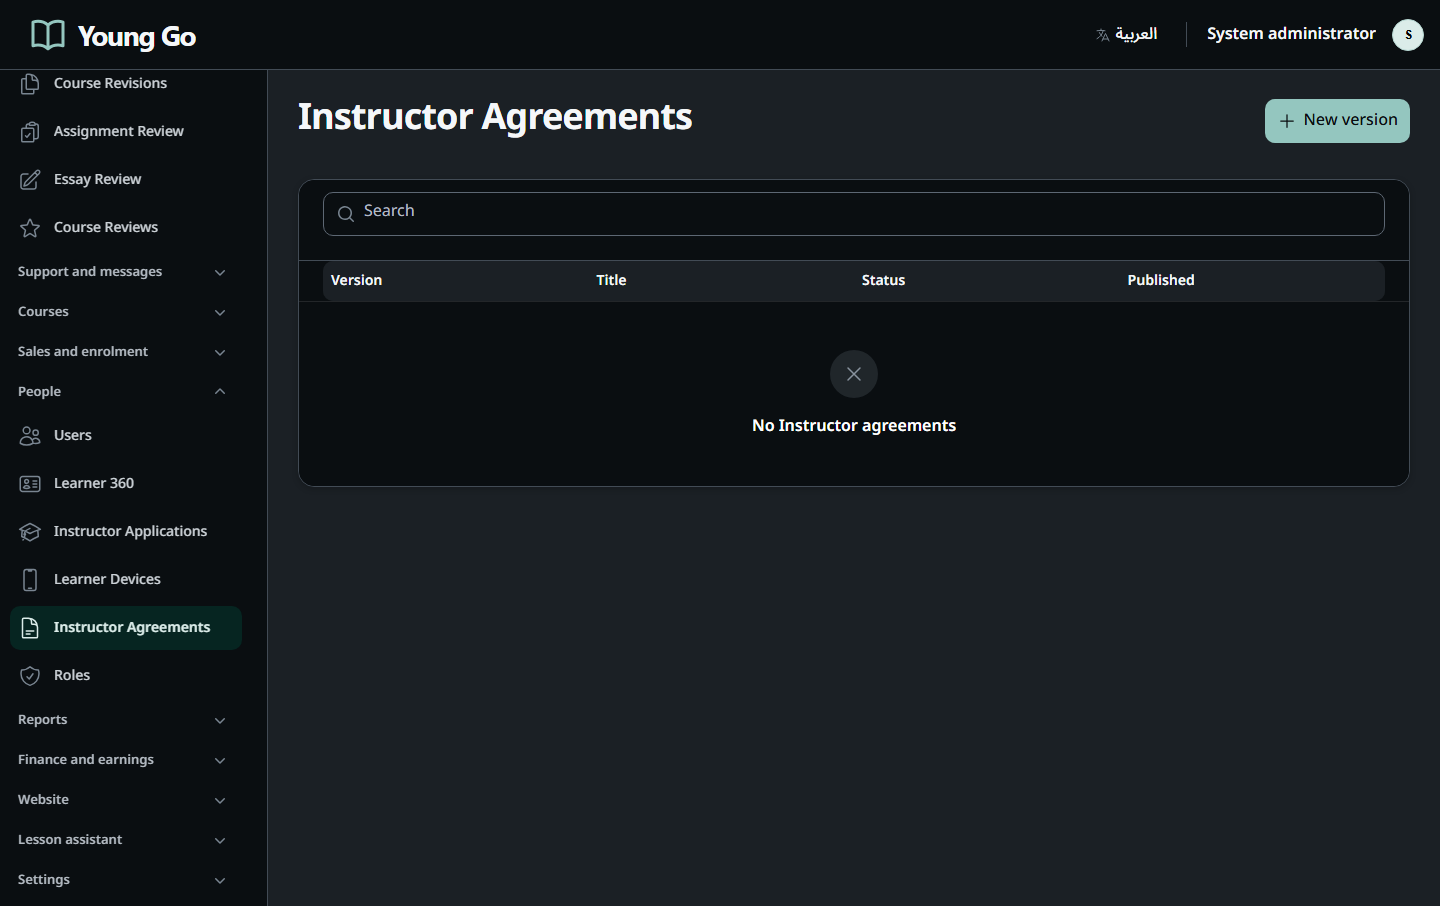 Young Go
العربية
System administrator
S
Course Revisions
Assignment Review
Essay Review
Course Reviews
Support and messages
Courses
Sales and enrolment
People
Users
Learner 360
Instructor Applications
Learner Devices
Instructor Agreements
Roles
Reports
Finance and earnings
Website
Lesson assistant
Settings
Instructor Agreements
New version
Search
Version Title Status Published
No Instructor agreements